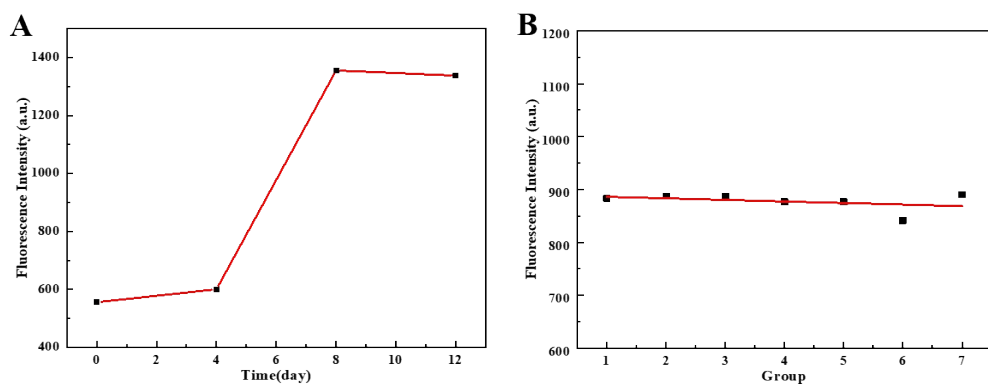 A
Fluorescence Intensity (a.u.)
1400
1200
1000
800
600
400
0 2 4 6 8 10 12
Time(day)
B
Fluorescence Intensity (a.u.)
1200
1100
1000
900
800
700
600
1 2 3 4 5 6 7
Group